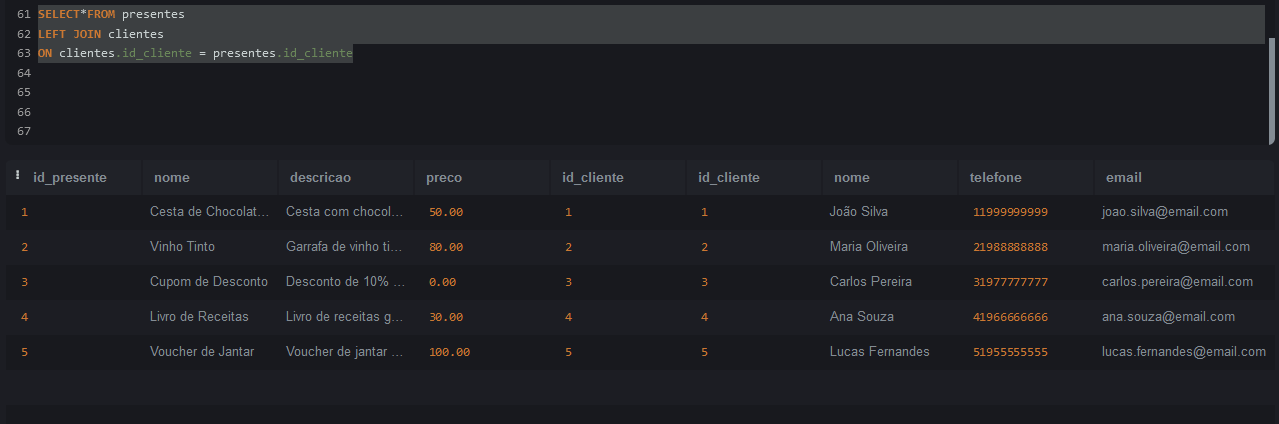 61 SELECT*FROM presentes
62 LEFT JOIN clientes
63 ON clientes.id_cliente = presentes.id_cliente
64
65
66
67
id_presente nome descricao preco id_cliente id_cliente nome telefone email
1 Cesta de Chocolat... Cesta com chocol... 50.00 1 1 João Silva 11999999999 joao.silva@email.com
2 Vinho Tinto Garrafa de vinho ti... 80.00 2 2 Maria Oliveira 21988888888 maria.oliveira@email.com
3 Cupom de Desconto Desconto de 10% ... 0.00 3 3 Carlos Pereira 31977777777 carlos.pereira@email.com
4 Livro de Receitas Livro de receitas g... 30.00 4 4 Ana Souza 41966666666 ana.souza@email.com
5 Voucher de Jantar Voucher de jantar ... 100.00 5 5 Lucas Fernandes 51955555555 lucas.fernandes@email.com